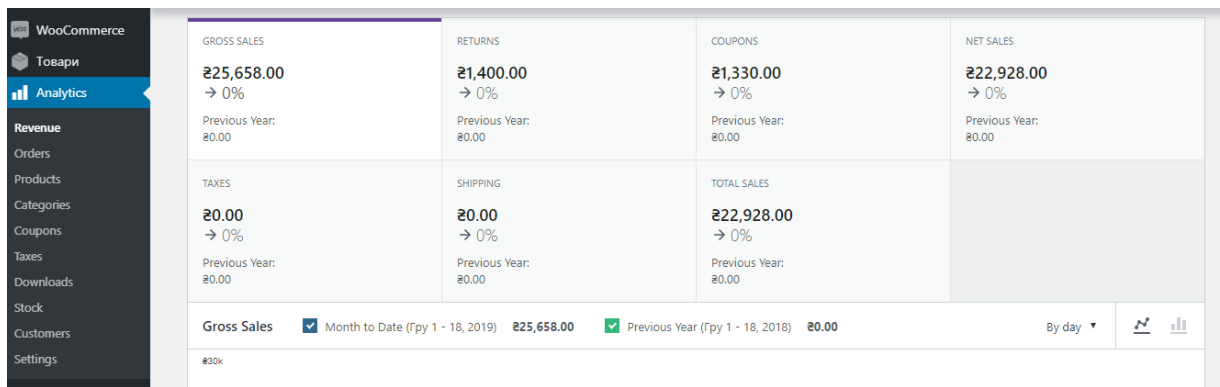 WOO WooCommerce
Товари
Analytics
Revenue
Orders
Products
Categories
Coupons
Taxes
Downloads
Stock
Customers
Settings
GROSS SALES RETURNS COUPONS NET SALES
₴25,658.00 ₴1,400.00 ₴1,330.00 ₴22,928.00
→ 0% → 0% → 0% → 0%
Previous Year: Previous Year: Previous Year: Previous Year:
₴0.00 ₴0.00 ₴0.00 ₴0.00
TAXES SHIPPING TOTAL SALES
₴0.00 ₴0.00 ₴22,928.00
→ 0% → 0% → 0%
Previous Year: Previous Year: Previous Year:
₴0.00 ₴0.00 ₴0.00
Gross Sales Month to Date (Гру 1 - 18, 2019) ₴25,658.00 Previous Year (Гру 1 - 18, 2018) ₴0.00 By day
₴30k